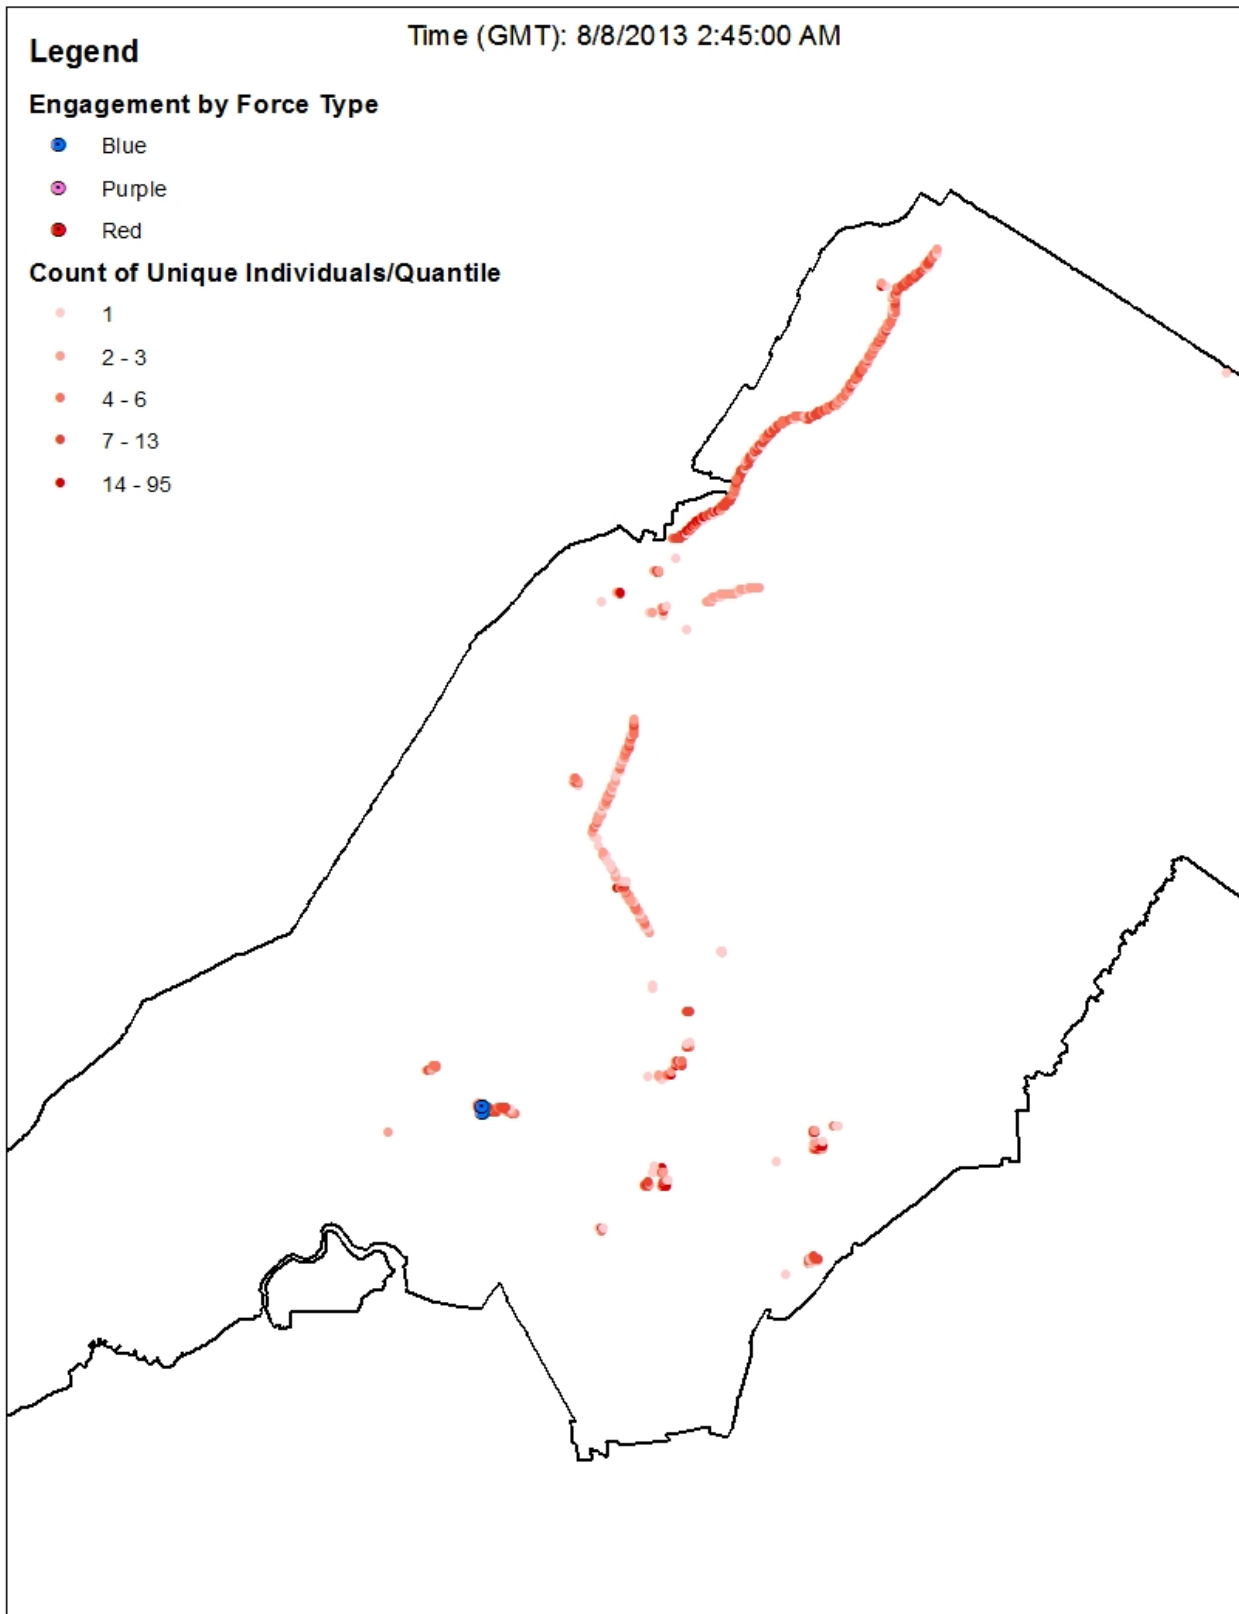 Time (GMT): 8/8/2013 2:45:00 AM
Legend
Engagement by Force Type
Blue
Purple
Red
Count of Unique Individuals/Quantile
1
2 - 3
4 - 6
7 - 13
14 - 95